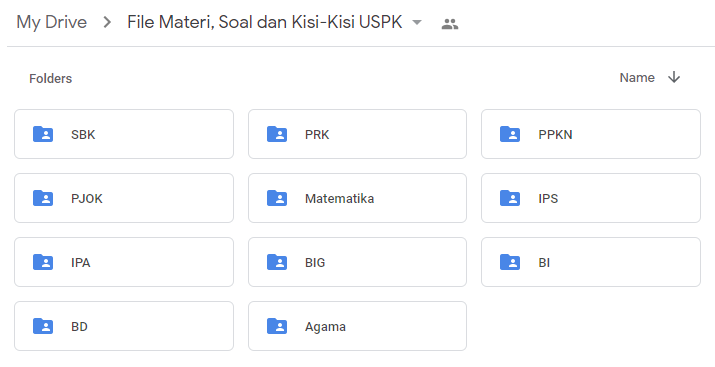 My Drive > File Materi, Soal dan Kisi-Kisi USPK
Folders Name
SBK PRK PPKN
PJOK Matematika IPS
IPA BIG BI
BD Agama